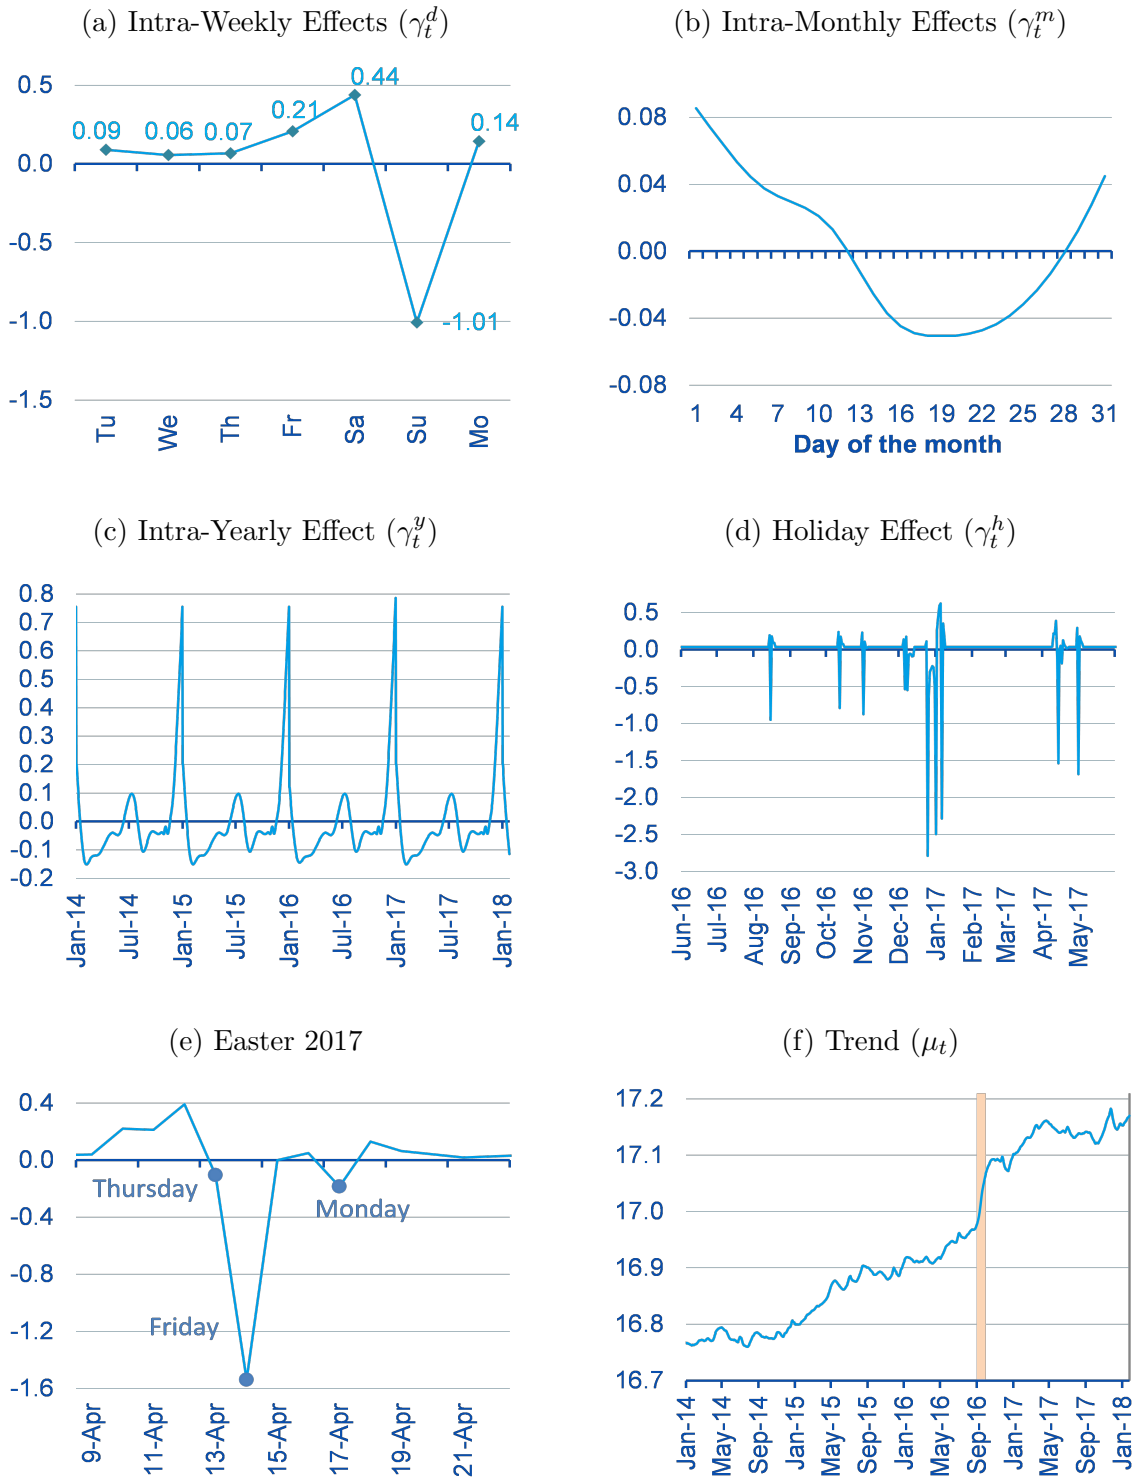 (a) Intra-Weekly Effects (γ_t^d)
0.5
0.0
-0.5
-1.0
-1.5
0.09
0.06
0.07
0.21
0.44
-1.01
0.14
Tu
We
Th
Fr
Sa
Su
Mo
(b) Intra-Monthly Effects (γ_t^m)
0.08
0.04
0.00
-0.04
-0.08
1 4 7 10 13 16 19 22 25 28 31
Day of the month
(c) Intra-Yearly Effect (γ_t^y)
0.8
0.7
0.6
0.5
0.4
0.3
0.2
0.1
0.0
-0.1
-0.2
Jan-14
Jul-14
Jan-15
Jul-15
Jan-16
Jul-16
Jan-17
Jul-17
Jan-18
(d) Holiday Effect (γ_t^h)
0.5
0.0
-0.5
-1.0
-1.5
-2.0
-2.5
-3.0
Jun-16
Jul-16
Aug-16
Sep-16
Oct-16
Nov-16
Dec-16
Jan-17
Feb-17
Mar-17
Apr-17
May-17
(e) Easter 2017
0.4
0.0
-0.4
-0.8
-1.2
-1.6
Thursday
Monday
Friday
9-Apr
11-Apr
13-Apr
15-Apr
17-Apr
19-Apr
21-Apr
(f) Trend (μ_t)
17.2
17.1
17.0
16.9
16.8
16.7
Jan-14
May-14
Sep-14
Jan-15
May-15
Sep-15
Jan-16
May-16
Sep-16
Jan-17
May-17
Sep-17
Jan-18